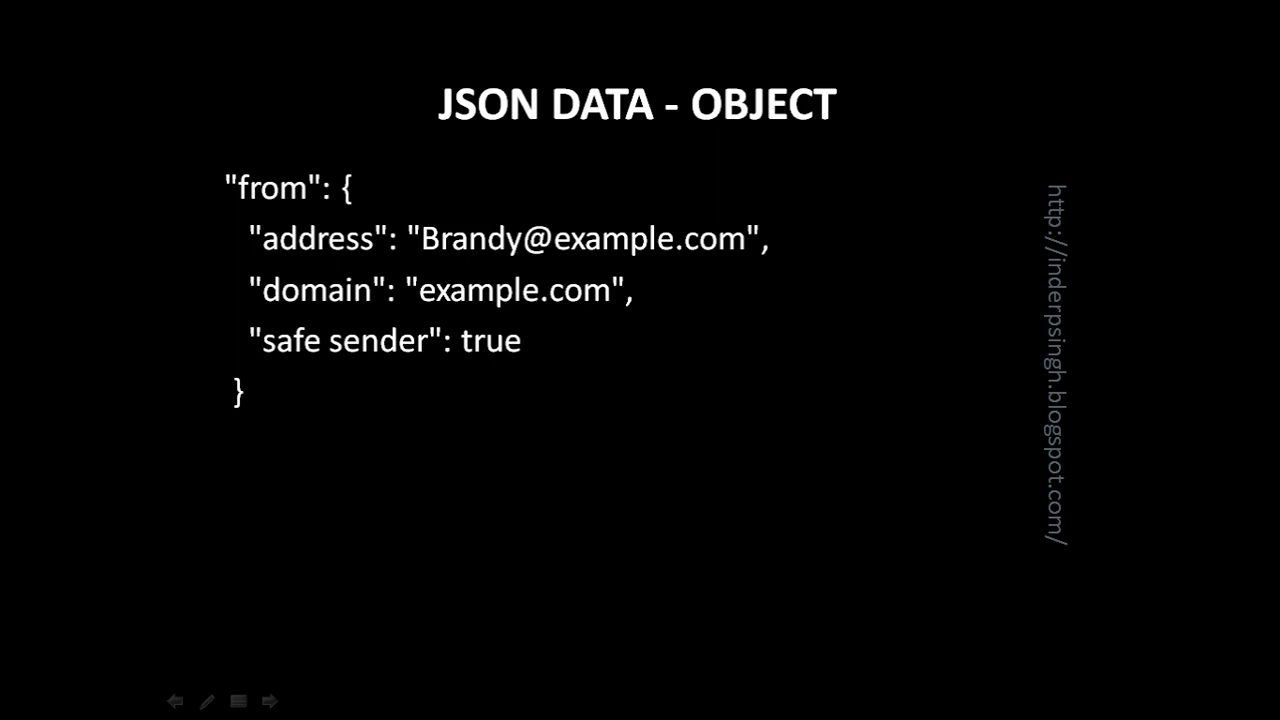 JSON DATA - OBJECT
"from": {
"address": "Brandy@example.com",
"domain": "example.com",
"safe sender": true
}
http://inderpsingh.blogspot.com/